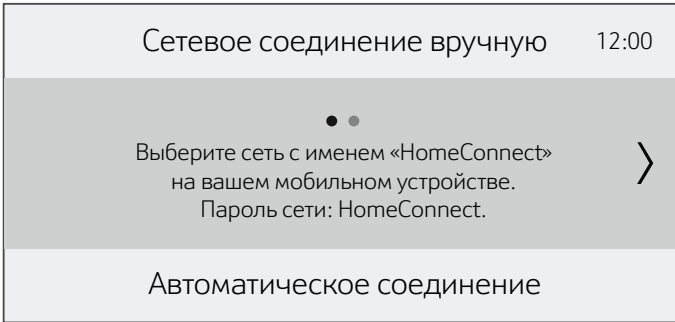 Сетевое соединение вручную 12:00
Выберите сеть с именем «HomeConnect»
на вашем мобильном устройстве.
Пароль сети: HomeConnect.
Автоматическое соединение